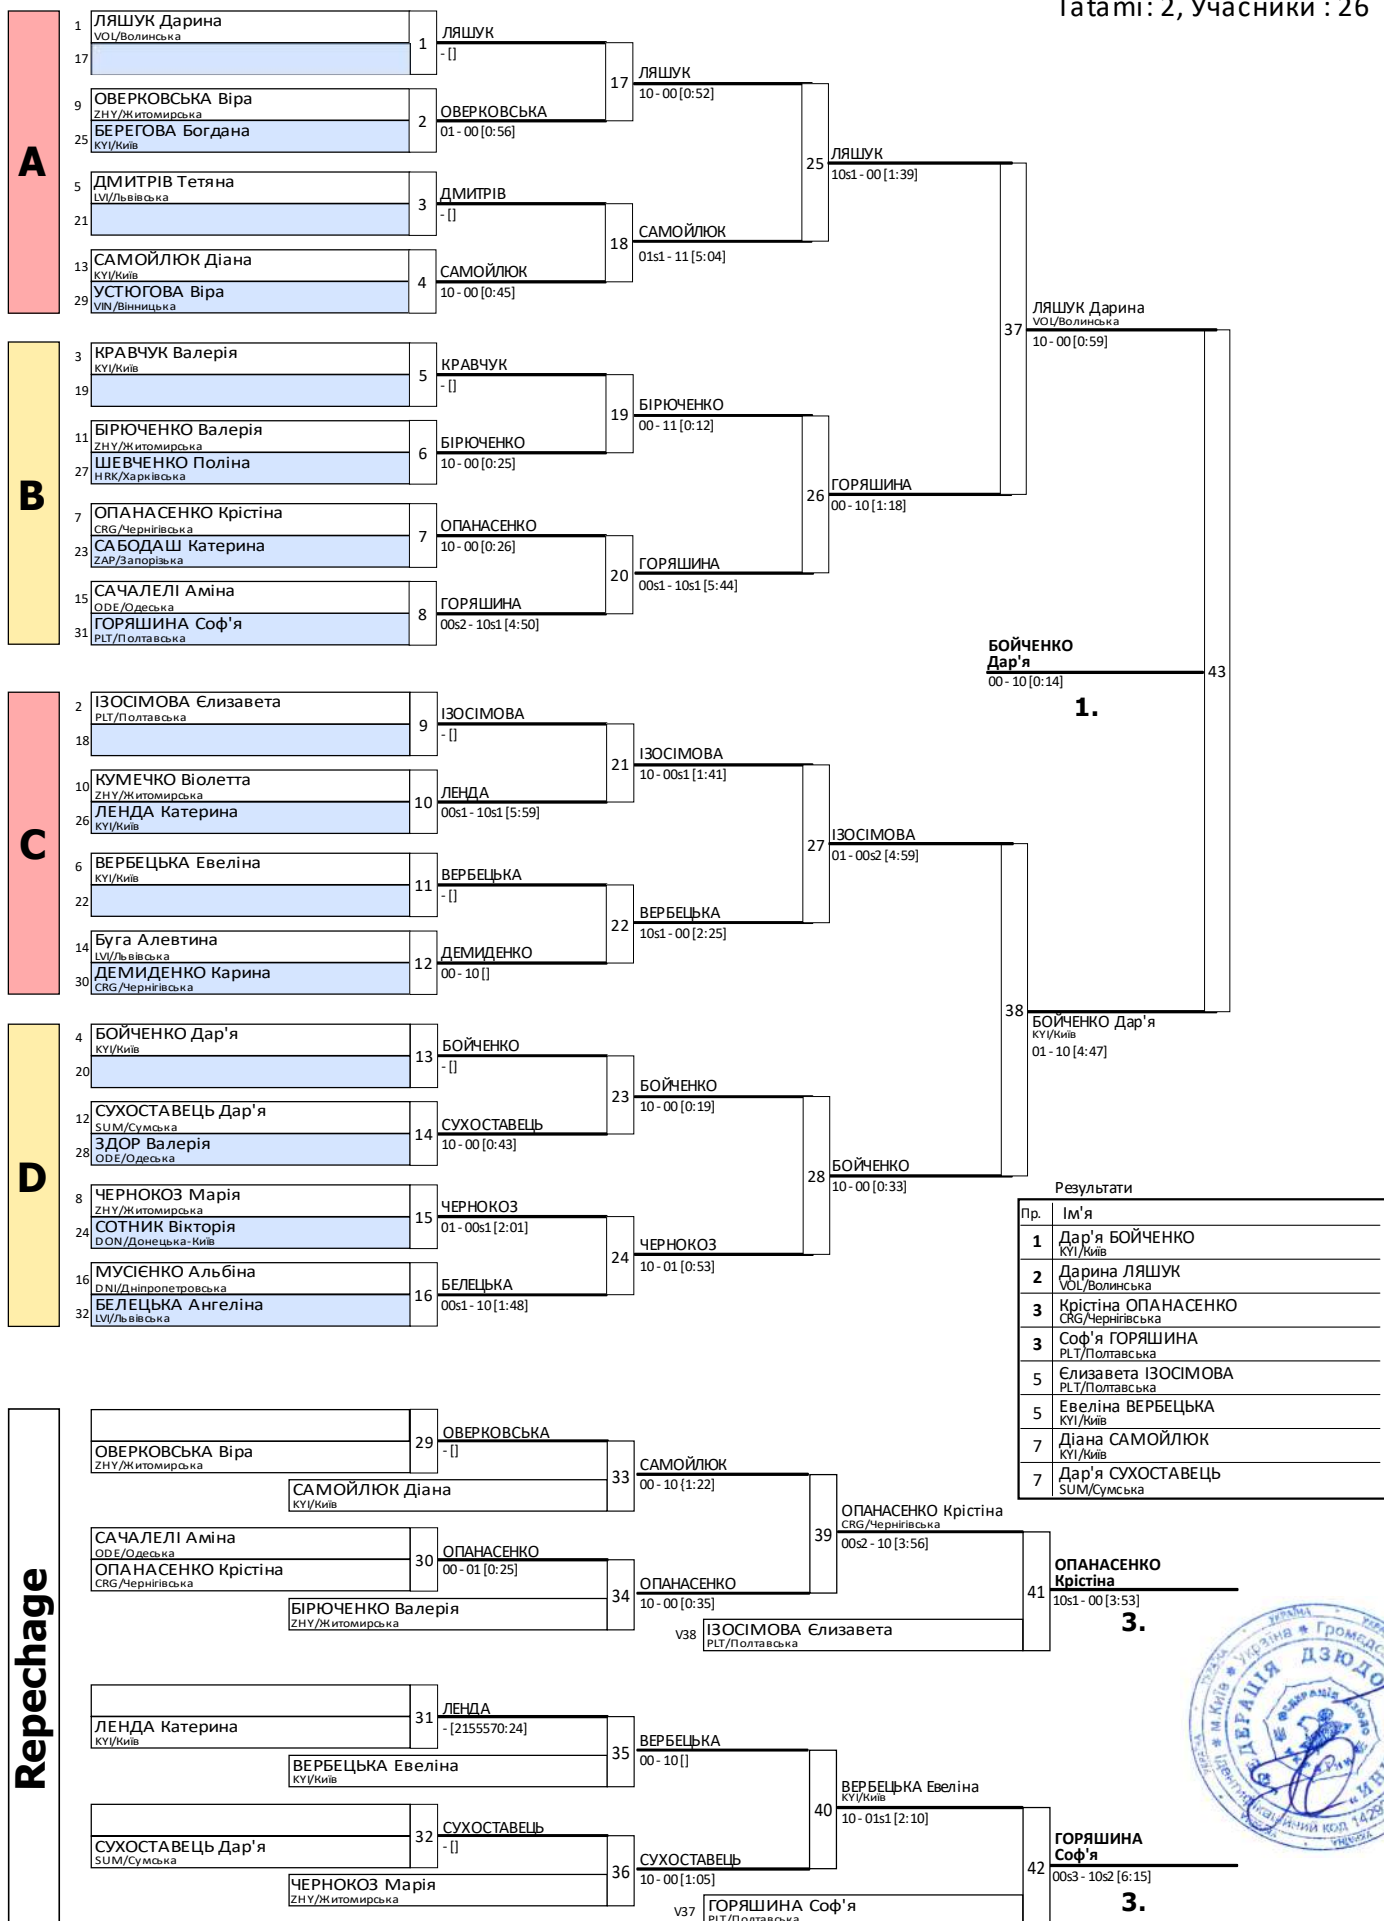 Tatami: 2, Учасники : 26
A
1 ЛЯШУК Дарина
VOL/Волинська
17
1
ЛЯШУК
- []
9 ОВЕРКОВСЬКА Віра
ZHY/Житомирська
25 БЕРЕГОВА Богдана
KYI/Київ
2
ОВЕРКОВСЬКА
01 - 00 [0:56]
17
ЛЯШУК
10 - 00 [0:52]
5 ДМИТРІВ Тетяна
LVI/Львівська
21
3
ДМИТРІВ
- []
13 САМОЙЛЮК Діана
KYI/Київ
29 УСТЮГОВА Віра
VIN/Вінницька
4
САМОЙЛЮК
10 - 00 [0:45]
18
САМОЙЛЮК
01s1 - 11 [5:04]
25
ЛЯШУК
10s1 - 00 [1:39]
B
3 КРАВЧУК Валерія
KYI/Київ
19
5
КРАВЧУК
- []
11 БІРЮЧЕНКО Валерія
ZHY/Житомирська
27 ШЕВЧЕНКО Поліна
HRK/Харківська
6
БІРЮЧЕНКО
10 - 00 [0:25]
19
БІРЮЧЕНКО
00 - 11 [0:12]
7 ОПАНАСЕНКО Крістіна
CRG/Чернігівська
23 САБОДАШ Катерина
ZAP/Запорізька
7
ОПАНАСЕНКО
10 - 00 [0:26]
15 САЧАЛЕЛІ Аміна
ODE/Одеська
31 ГОРЯШИНА Соф'я
PLT/Полтавська
8
ГОРЯШИНА
00s2 - 10s1 [4:50]
20
ГОРЯШИНА
00s1 - 10s1 [5:44]
26
ГОРЯШИНА
00 - 10 [1:18]
37
ЛЯШУК Дарина
VOL/Волинська
10 - 00 [0:59]
БОЙЧЕНКО
Дар'я
00 - 10 [0:14]
43
1.
C
2 ІЗОСІМОВА Єлизавета
PLT/Полтавська
18
9
ІЗОСІМОВА
- []
10 КУМЕЧКО Віолетта
ZHY/Житомирська
26 ЛЕНДА Катерина
KYI/Київ
10
ЛЕНДА
00s1 - 10s1 [5:59]
21
ІЗОСІМОВА
10 - 00s1 [1:41]
6 ВЕРБЕЦЬКА Евеліна
KYI/Київ
22
11
ВЕРБЕЦЬКА
- []
14 Буга Алевтина
LVI/Львівська
30 ДЕМИДЕНКО Карина
CRG/Чернігівська
12
ДЕМИДЕНКО
00 - 10 []
22
ВЕРБЕЦЬКА
10s1 - 00 [2:25]
27
ІЗОСІМОВА
01 - 00s2 [4:59]
D
4 БОЙЧЕНКО Дар'я
KYI/Київ
20
13
БОЙЧЕНКО
- []
12 СУХОСТАВЕЦЬ Дар'я
SUM/Сумська
28 ЗДОР Валерія
ODE/Одеська
14
СУХОСТАВЕЦЬ
10 - 00 [0:43]
23
БОЙЧЕНКО
10 - 00 [0:19]
8 ЧЕРНОКОЗ Марія
ZHY/Житомирська
24 СОТНИК Вікторія
DON/Донецька-Київ
15
ЧЕРНОКОЗ
01 - 00s1 [2:01]
16 МУСІЄНКО Альбіна
DNI/Дніпропетровська
32 БЕЛЕЦЬКА Ангеліна
LVI/Львівська
16
БЕЛЕЦЬКА
00s1 - 10 [1:48]
24
ЧЕРНОКОЗ
10 - 01 [0:53]
28
БОЙЧЕНКО
10 - 00 [0:33]
38
БОЙЧЕНКО Дар'я
KYI/Київ
01 - 10 [4:47]
Результати
Пр. Ім'я
1 Дар'я БОЙЧЕНКО
KYI/Київ
2 Дарина ЛЯШУК
VOL/Волинська
3 Крістіна ОПАНАСЕНКО
CRG/Чернігівська
3 Соф'я ГОРЯШИНА
PLT/Полтавська
5 Єлизавета ІЗОСІМОВА
PLT/Полтавська
5 Евеліна ВЕРБЕЦЬКА
KYI/Київ
7 Діана САМОЙЛЮК
KYI/Київ
7 Дар'я СУХОСТАВЕЦЬ
SUM/Сумська
Repechage
ОВЕРКОВСЬКА Віра
ZHY/Житомирська
29
ОВЕРКОВСЬКА
- []
САМОЙЛЮК Діана
KYI/Київ
33
САМОЙЛЮК
00 - 10 {1:22]
САЧАЛЕЛІ Аміна
ODE/Одеська
ОПАНАСЕНКО Крістіна
CRG/Чернігівська
30
ОПАНАСЕНКО
00 - 01 [0:25]
БІРЮЧЕНКО Валерія
ZHY/Житомирська
34
ОПАНАСЕНКО
10 - 00 [0:35]
39
ОПАНАСЕНКО Крістіна
CRG/Чернігівська
00s2 - 10 [3:56]
V38 ІЗОСІМОВА Єлизавета
PLT/Полтавська
41
ОПАНАСЕНКО
Крістіна
10s1 - 00 [3:53]
3.
ЛЕНДА Катерина
KYI/Київ
31
ЛЕНДА
- [2155570:24]
ВЕРБЕЦЬКА Евеліна
KYI/Київ
35
ВЕРБЕЦЬКА
00 - 10 []
СУХОСТАВЕЦЬ Дар'я
SUM/Сумська
32
СУХОСТАВЕЦЬ
- []
ЧЕРНОКОЗ Марія
ZHY/Житомирська
36
СУХОСТАВЕЦЬ
10 - 00 [1:05]
40
ВЕРБЕЦЬКА Евеліна
KYI/Київ
10 - 01s1 [2:10]
V37 ГОРЯШИНА Соф'я
PLT/Полтавська
42
ГОРЯШИНА
Соф'я
00s3 - 10s2 [6:15]
3.